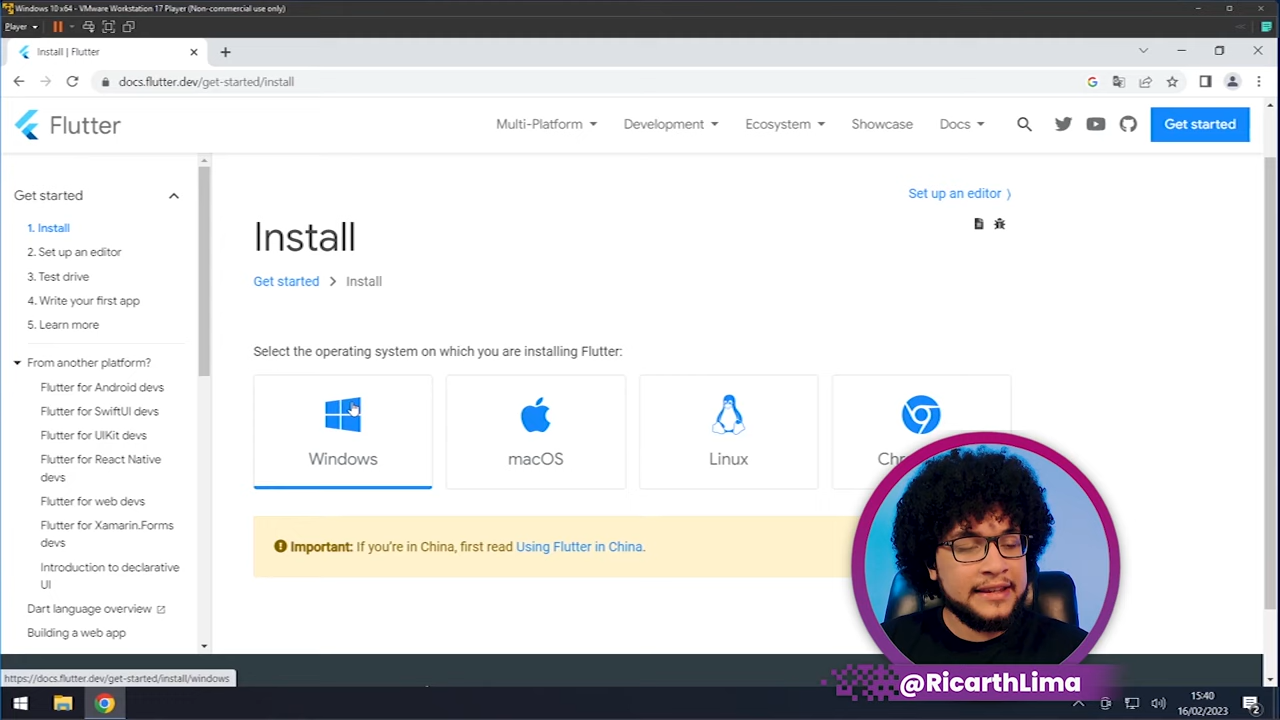 Windows 10 x64 - VMware Workstation 17 Player (Non-commercial use only)
Player
Install | Flutter
docs.flutter.dev/get-started/install
Flutter
Multi-Platform
Development
Ecosystem
Showcase
Docs
Get started
Get started
1. Install
2. Set up an editor
3. Test drive
4. Write your first app
5. Learn more
From another platform?
Flutter for Android devs
Flutter for SwiftUI devs
Flutter for UIKit devs
Flutter for React Native
devs
Flutter for web devs
Flutter for Xamarin.Forms
devs
Introduction to declarative
UI
Dart language overview
Building a web app
Set up an editor
Install
Get started > Install
Select the operating system on which you are installing Flutter:
Windows
macOS
Linux
Important: If you're in China, first read Using Flutter in China.
@RicarthLima
https://docs.flutter.dev/get-started/install/windows
15:40
16/02/2023
2